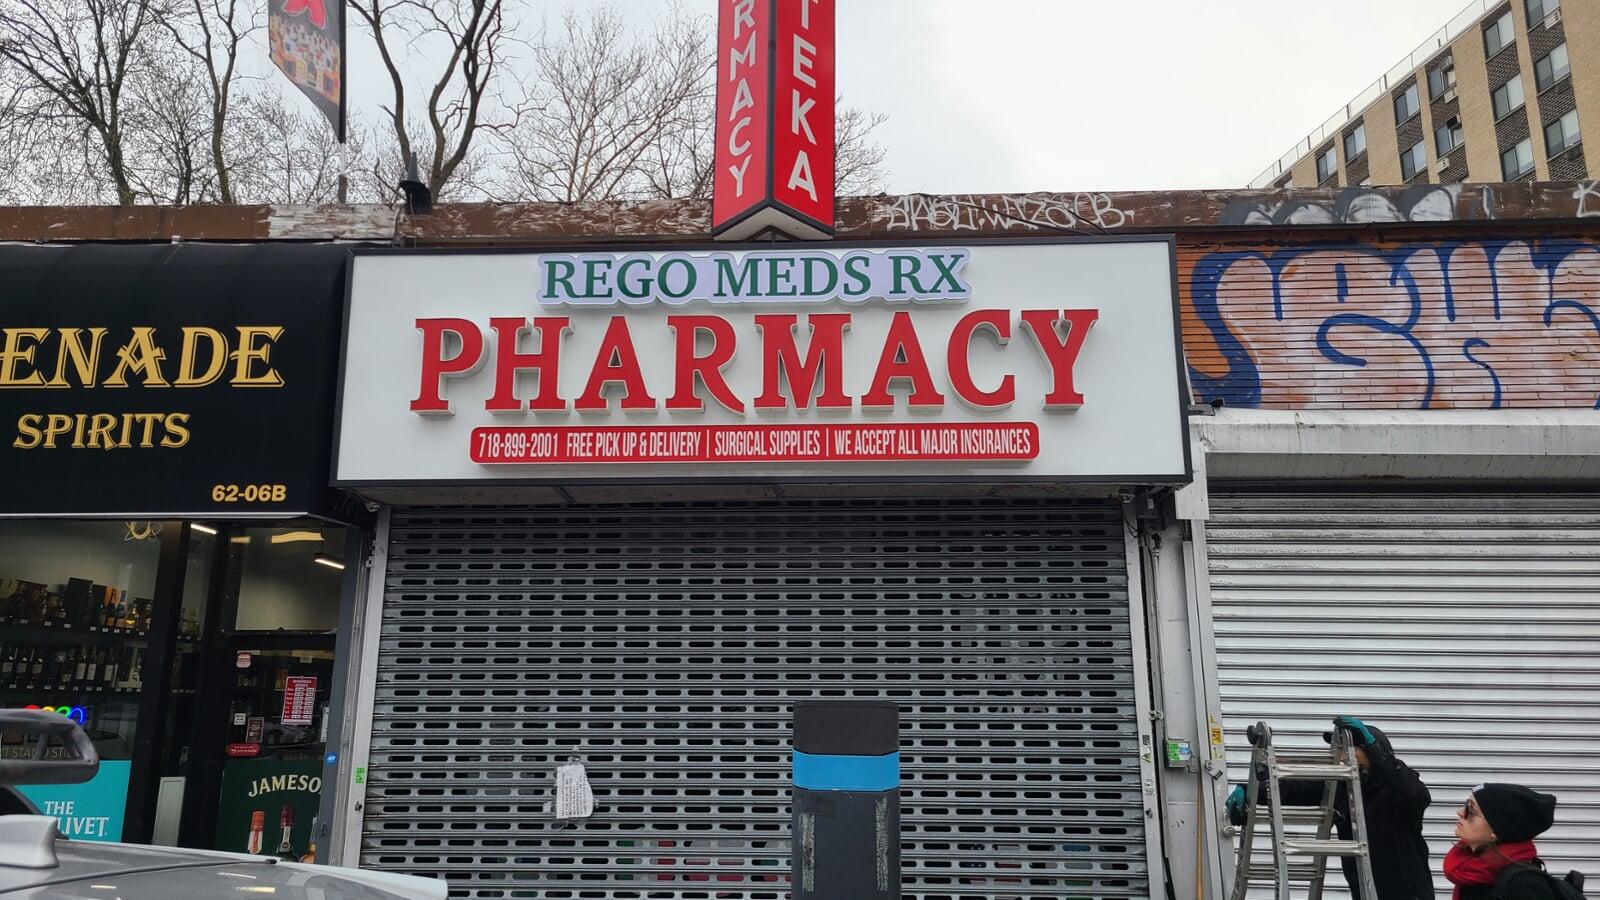 RMACY
TEKA
REGO MEDS RX
PHARMACY
718-899-2001 FREE PICK UP & DELIVERY | SURGICAL SUPPLIES | WE ACCEPT ALL MAJOR INSURANCES
ENADE
SPIRITS
62-06B
JAMESO
THE
LIVET.